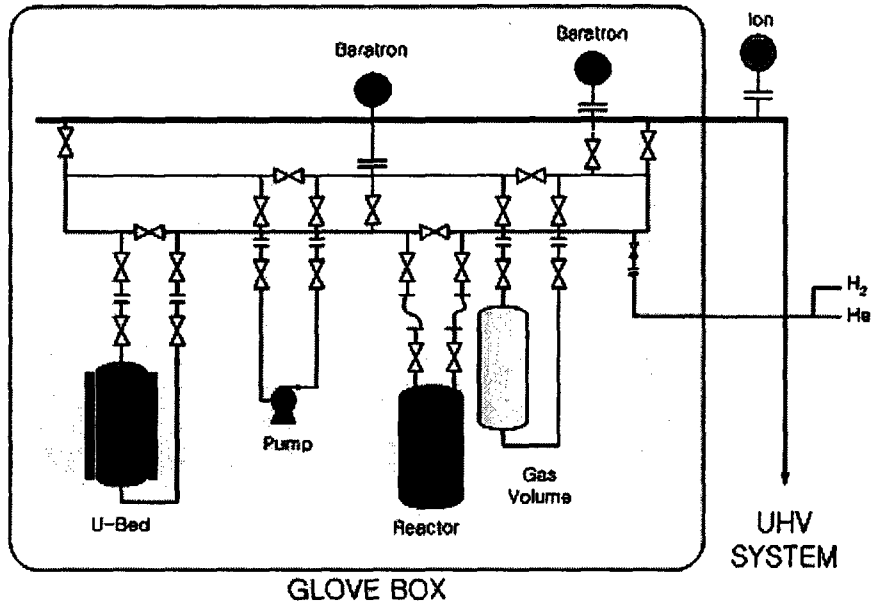 Ion
Baratron
Baratron
H2
He
Pump
Gas
Volume
U-Bed
Reactor
UHV
SYSTEM
GLOVE BOX